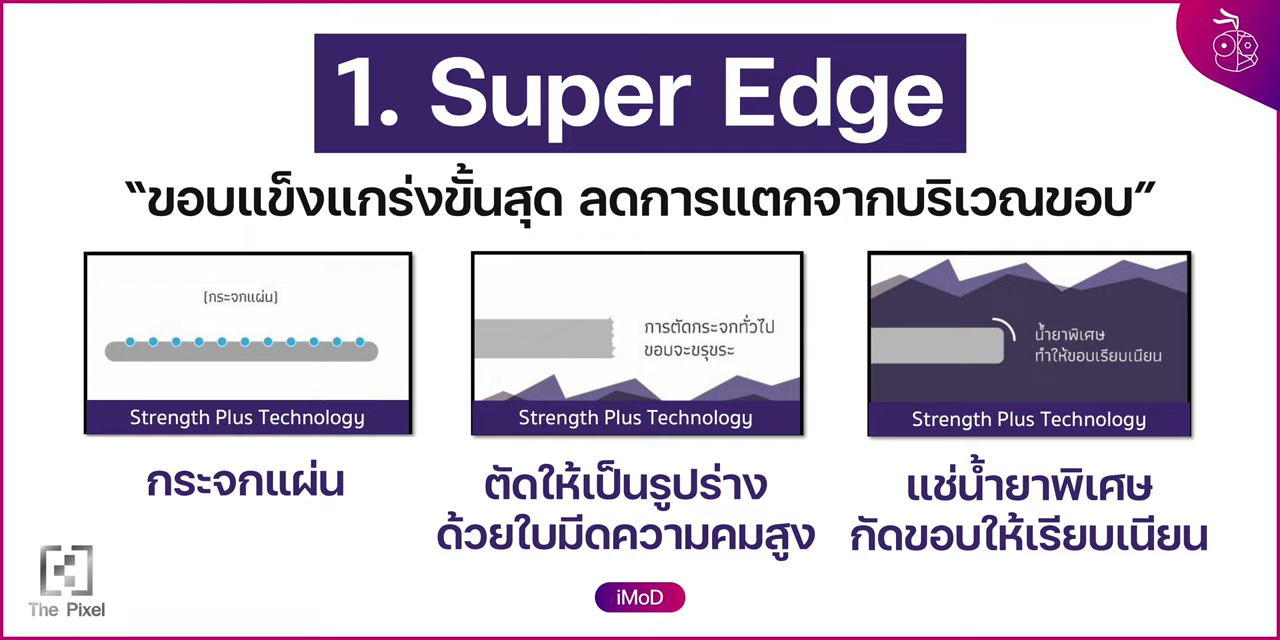 1. Super Edge
“ขอบแข็งแกร่งขั้นสุด ลดการแตกจากบริเวณขอบ”
(กระจกแผ่น)
Strength Plus Technology
กระจกแผ่น
การตัดกระจกทั่วไป
ขอบจะขรุขระ
Strength Plus Technology
ตัดให้เป็นรูปร่าง
ด้วยใบมีดความคมสูง
น้ำยาพิเศษ
ทำให้ขอบเรียบเนียน
Strength Plus Technology
แช่น้ำยาพิเศษ
กัดขอบให้เรียบเนียน
The Pixel
iMoD